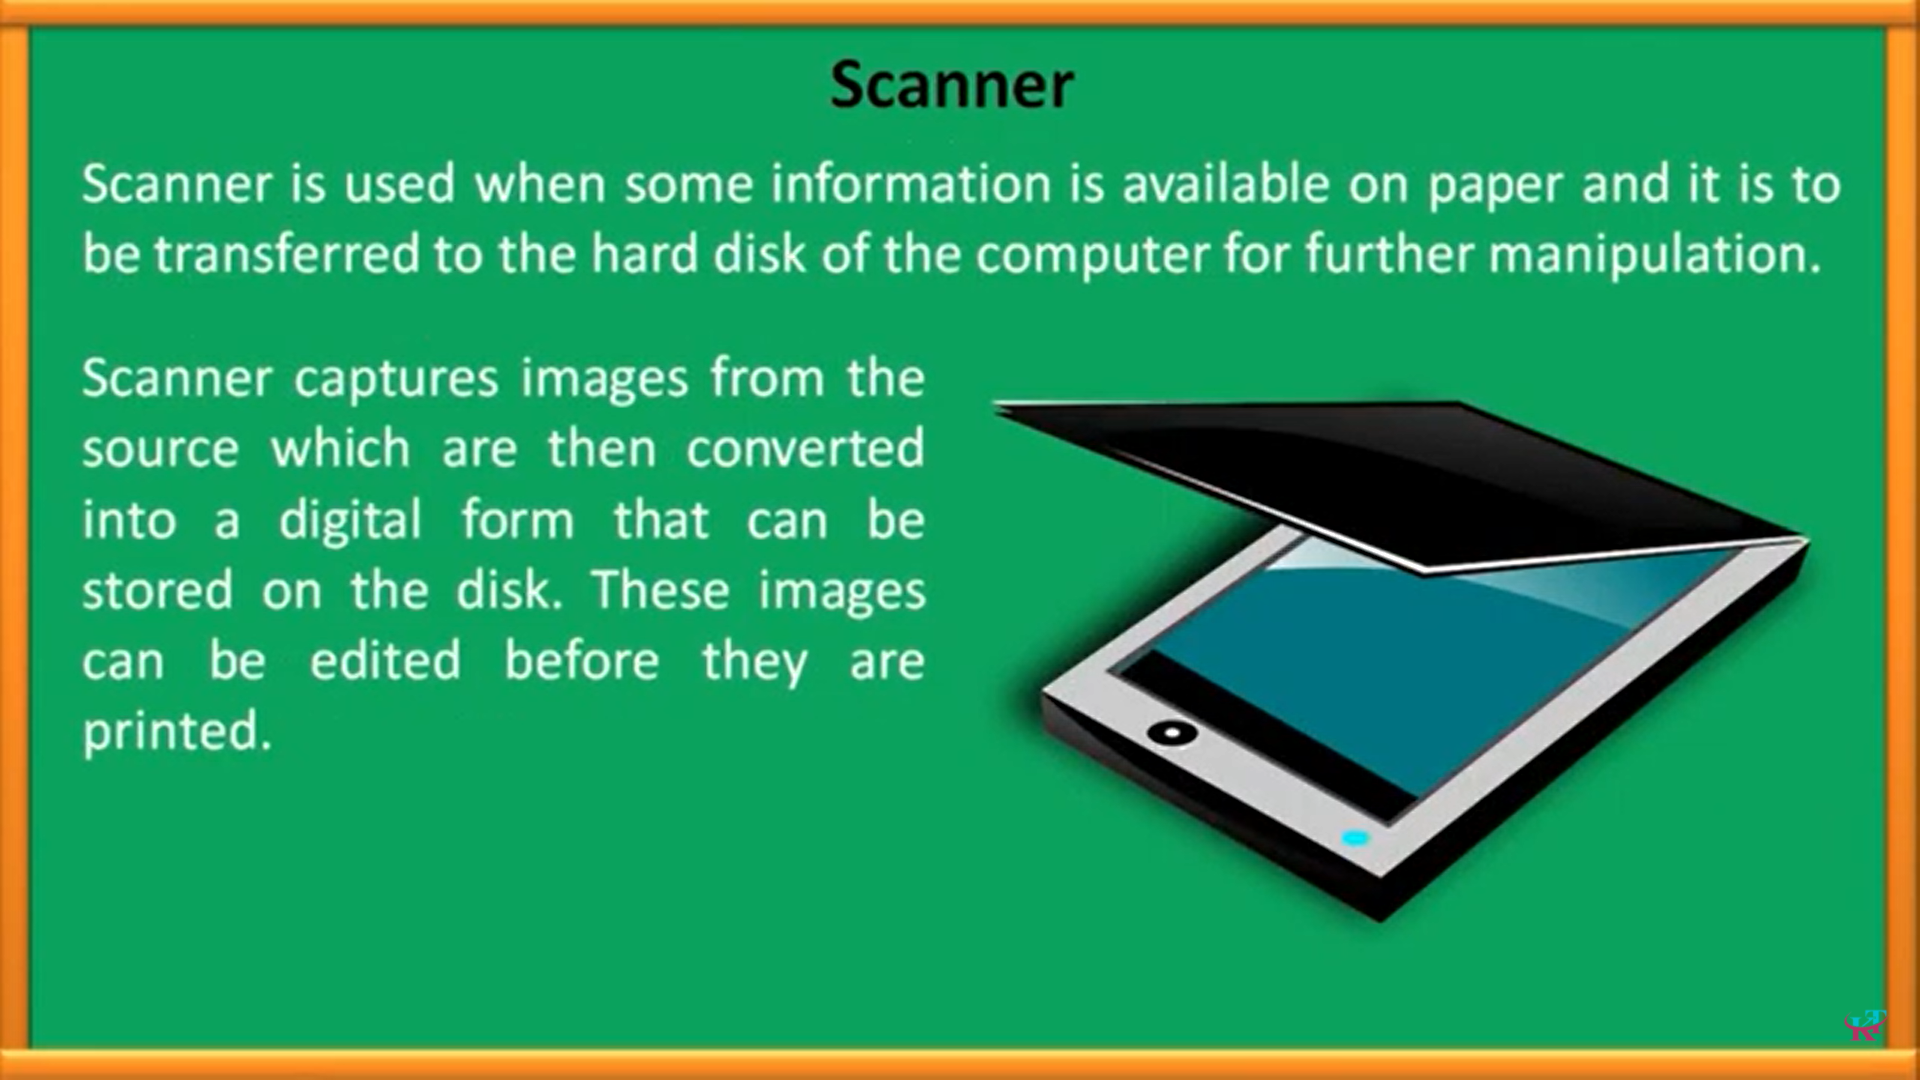 Scanner
Scanner is used when some information is available on paper and it is to
be transferred to the hard disk of the computer for further manipulation.
Scanner captures images from the
source which are then converted
into a digital form that can be
stored on the disk. These images
can be edited before they are
printed.